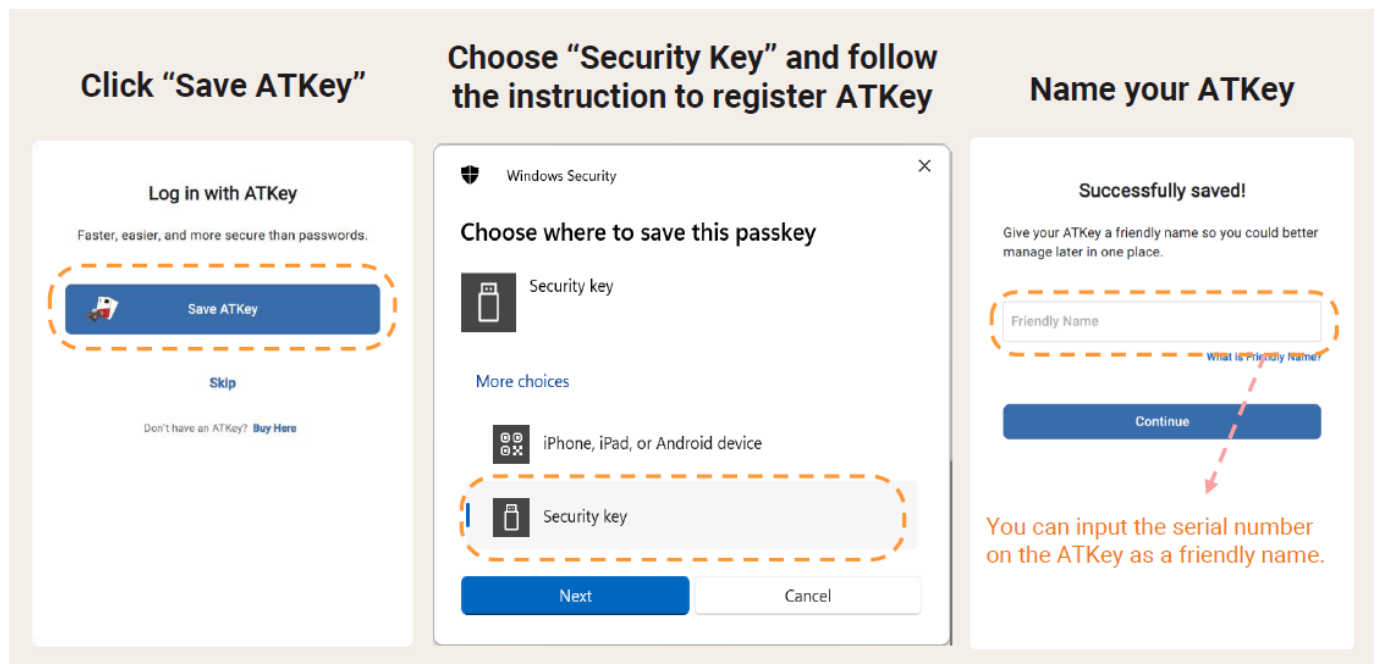 Click “Save ATKey”
Log in with ATKey
Faster, easier, and more secure than passwords.
Save ATKey
Skip
Don't have an ATKey? Buy Here
Choose “Security Key” and follow
the instruction to register ATKey
Windows Security
Choose where to save this passkey
Security key
More choices
iPhone, iPad, or Android device
Security key
Next
Cancel
Name your ATKey
Successfully saved!
Give your ATKey a friendly name so you could better
manage later in one place.
Friendly Name
What is Friendly Name?
Continue
You can input the serial number
on the ATKey as a friendly name.